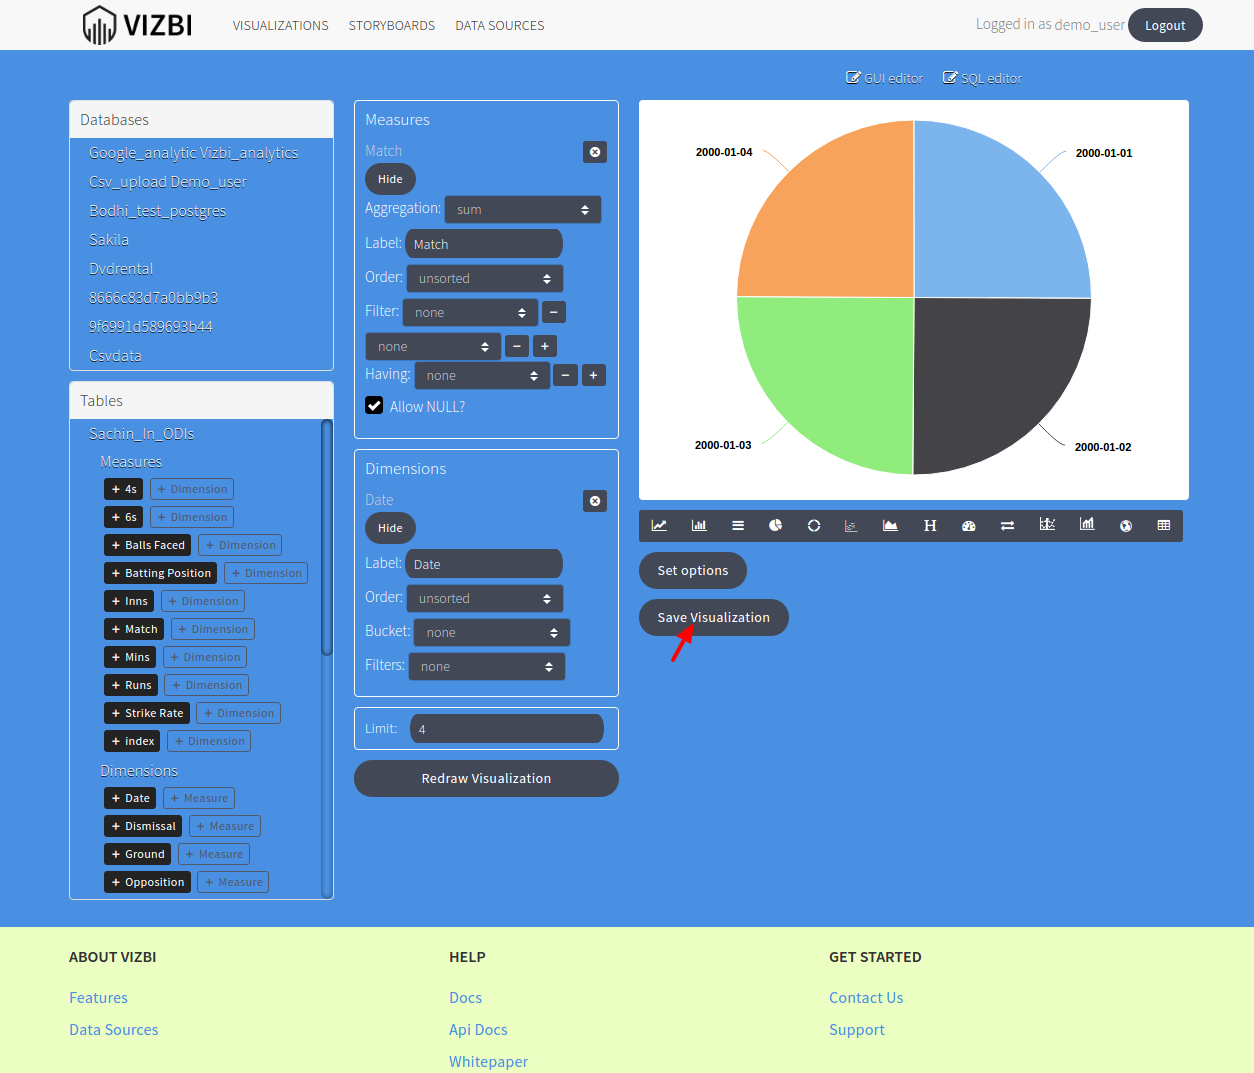 VIZBI VISUALIZATIONS STORYBOARDS DATA SOURCES Logged in as demo_user Logout
GUI editor SQL editor
Databases
Google_analytic Vizbi_analytics
Csv_upload Demo_user
Bodhi_test_postgres
Sakila
Dvdrental
8666c83d7a0bb9b3
9f6991d589693b44
Csvdata
Tables
Sachin_In_ODIs
Measures
+ 4s + Dimension
+ 6s + Dimension
+ Balls Faced + Dimension
+ Batting Position + Dimension
+ Inns + Dimension
+ Match + Dimension
+ Mins + Dimension
+ Runs + Dimension
+ Strike Rate + Dimension
+ index + Dimension
Dimensions
+ Date + Measure
+ Dismissal + Measure
+ Ground + Measure
+ Opposition + Measure
Measures
Match
Hide
Aggregation: sum
Label: Match
Order: unsorted
Filter: none −
none − +
Having: none − +
Allow NULL?
Dimensions
Date
Hide
Label: Date
Order: unsorted
Bucket: none
Filters: none
Limit: 4
Redraw Visualization
2000-01-04 2000-01-01
2000-01-03 2000-01-02
H
Set options
Save Visualization
ABOUT VIZBI
Features
Data Sources
HELP
Docs
Api Docs
Whitepaper
GET STARTED
Contact Us
Support